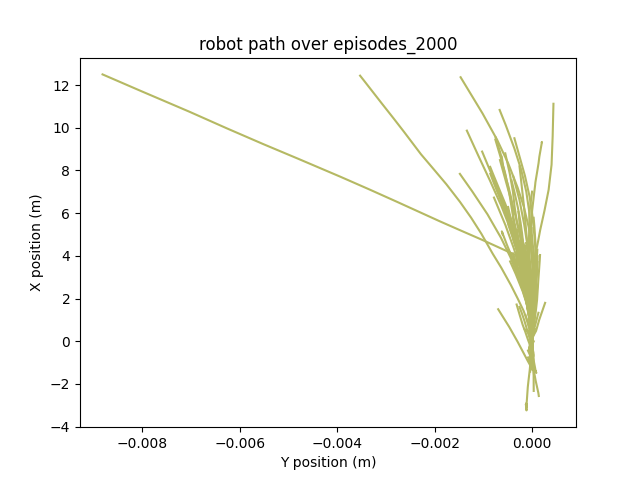 robot path over episodes_2000
12
10
8
6
4
2
0
−2
−4
X position (m)
−0.008 −0.006 −0.004 −0.002 0.000
Y position (m)